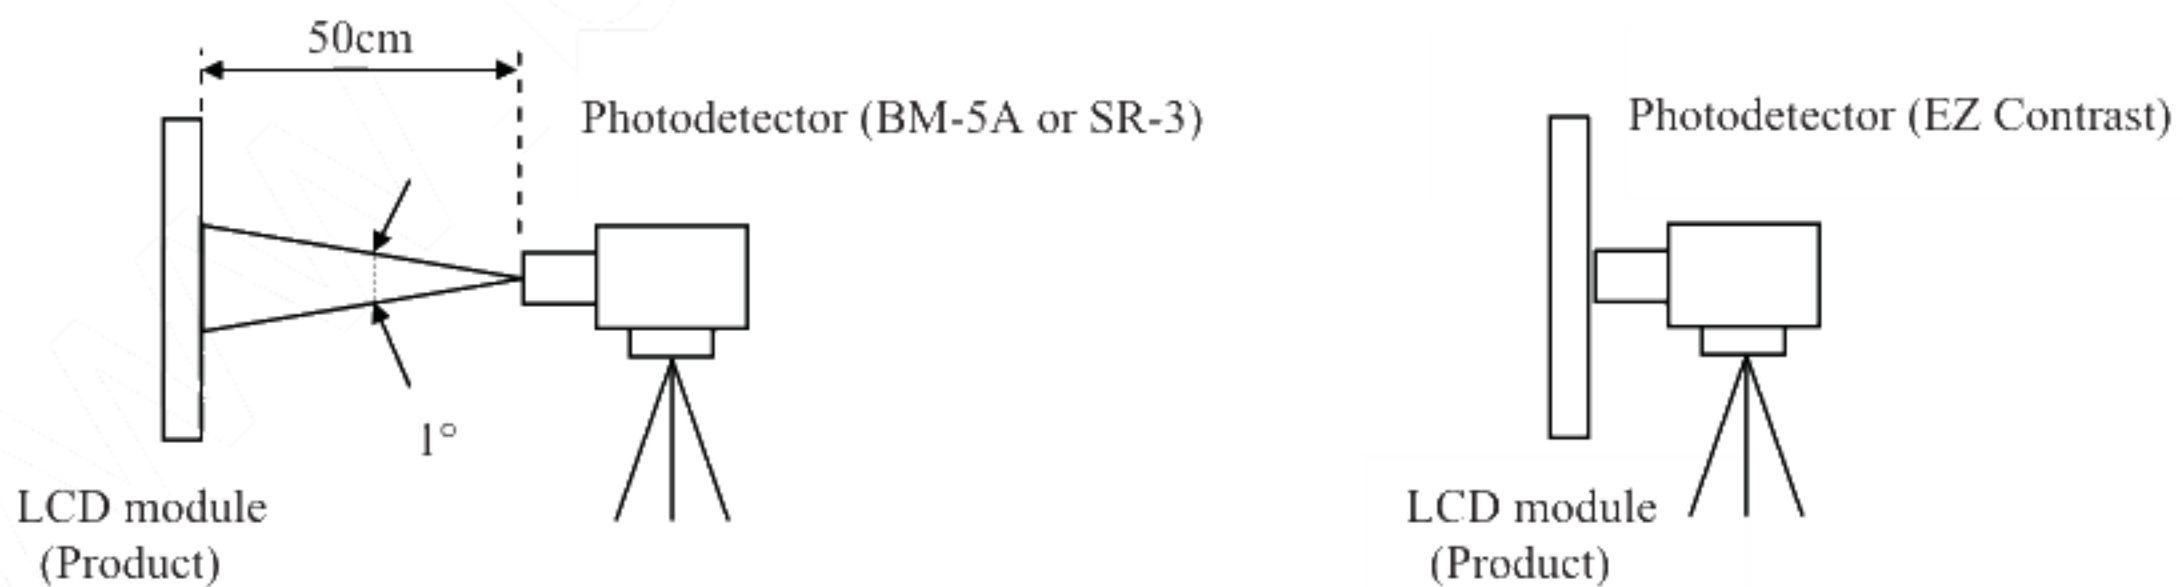 50cm
Photodetector (BM-5A or SR-3)
1°
LCD module
(Product)
Photodetector (EZ Contrast)
LCD module
(Product)